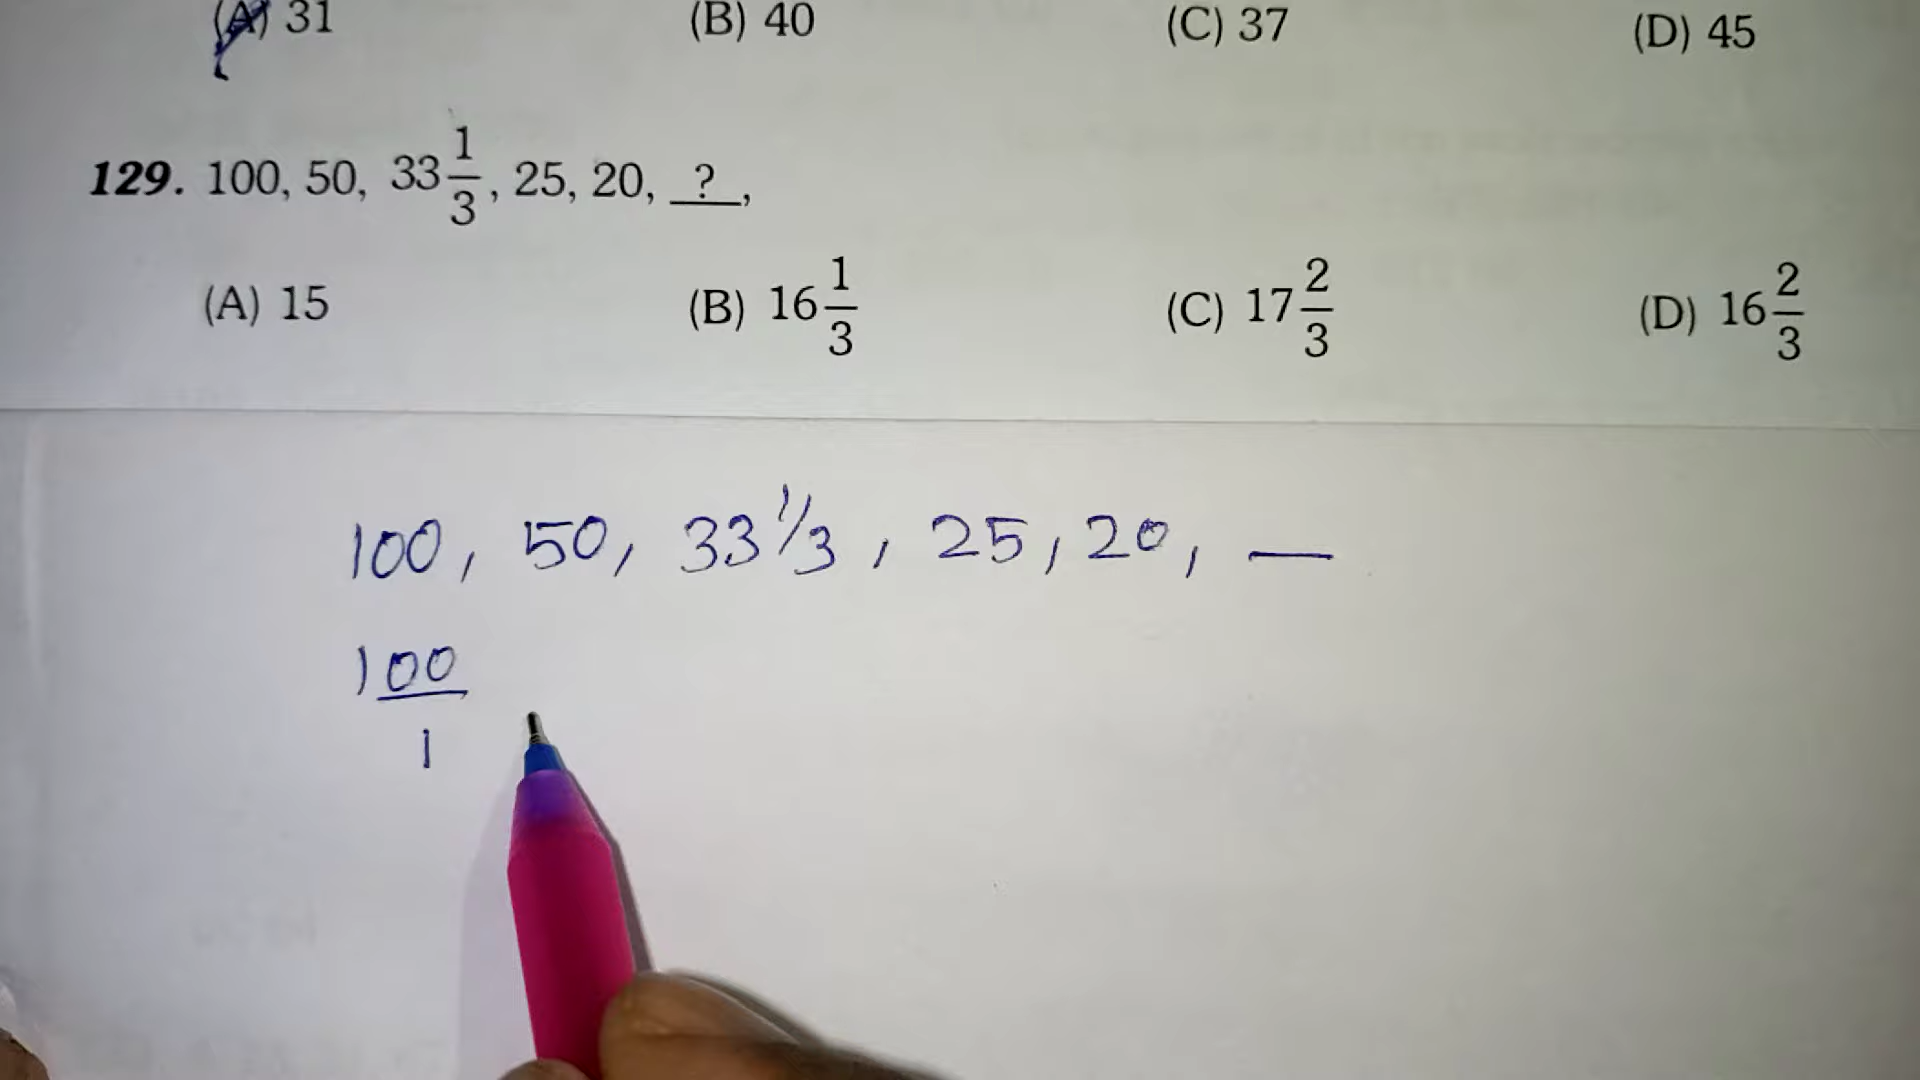 (A) 31 (B) 40 (C) 37 (D) 45
129. 100, 50, 33 1/3, 25, 20, ?,
(A) 15 (B) 16 1/3 (C) 17 2/3 (D) 16 2/3
100, 50, 33 1/3, 25, 20, __
100
1